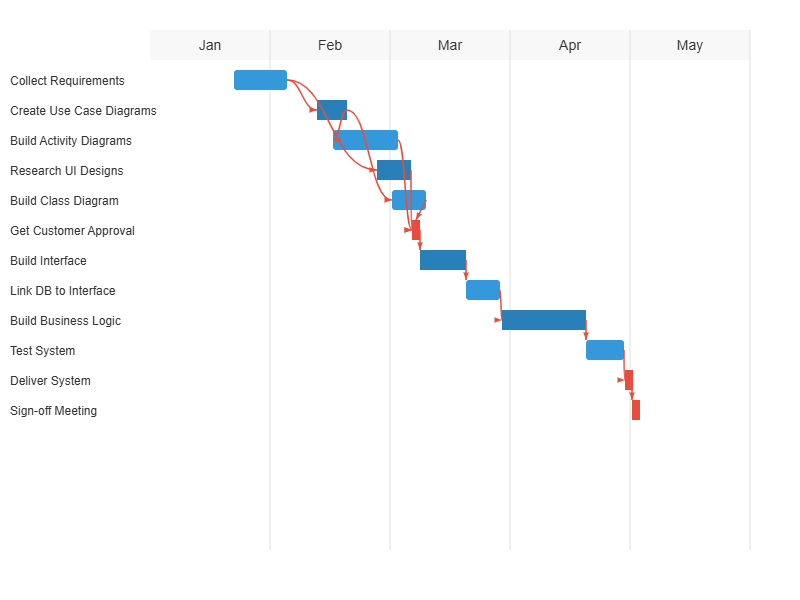 Jan Feb Mar Apr May
Collect Requirements
Create Use Case Diagrams
Build Activity Diagrams
Research UI Designs
Build Class Diagram
Get Customer Approval
Build Interface
Link DB to Interface
Build Business Logic
Test System
Deliver System
Sign-off Meeting